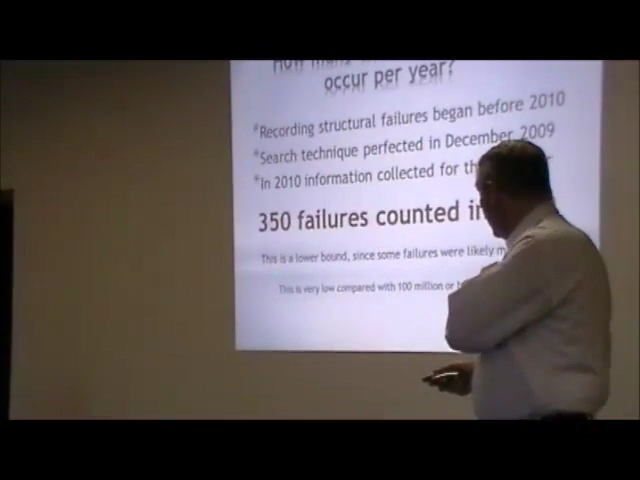 How many
occur per year?
*Recording structural failures began before 2010
*Search technique perfected in December 2009
*In 2010 information collected for
350 failures counted in
This is a lower bound, since some failures were likely
This is very low compared with 100 million or